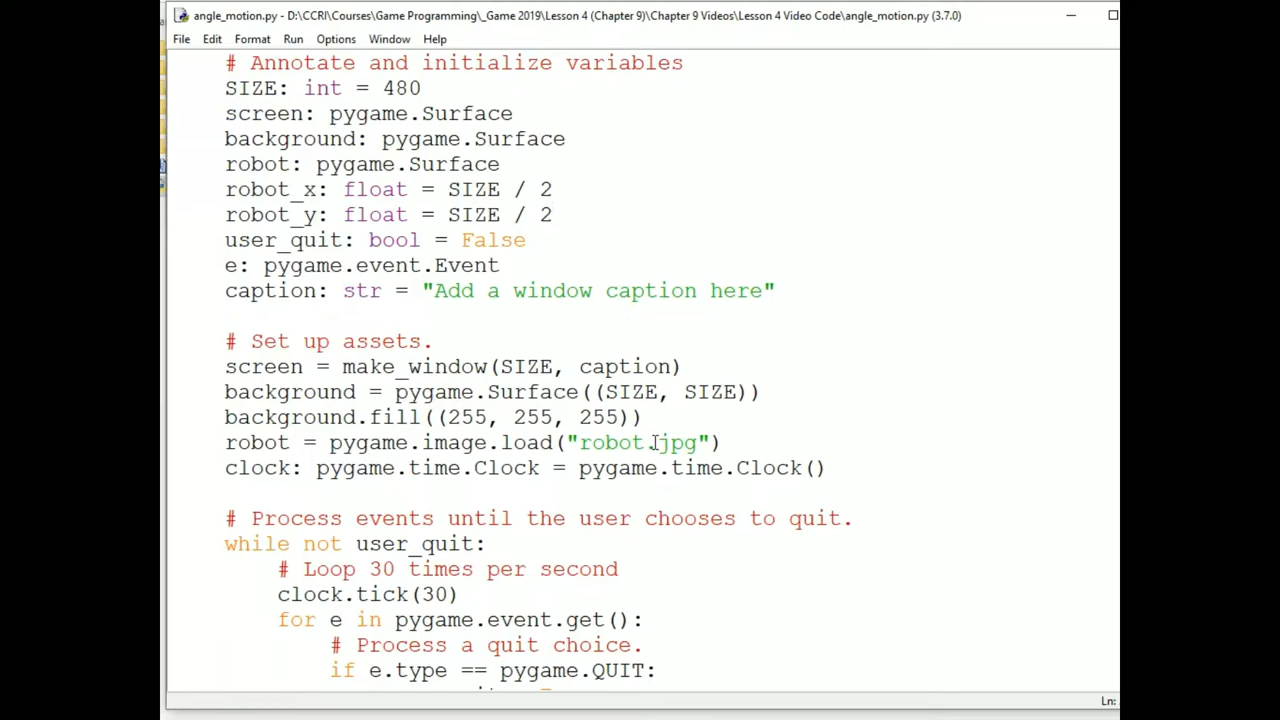 angle_motion.py - D:\CCRI\Courses\Game Programming\_Game 2019\Lesson 4 (Chapter 9)\Chapter 9 Videos\Lesson 4 Video Code\angle_motion.py (3.7.0)
File Edit Format Run Options Window Help
# Annotate and initialize variables
SIZE: int = 480
screen: pygame.Surface
background: pygame.Surface
robot: pygame.Surface
robot_x: float = SIZE / 2
robot_y: float = SIZE / 2
user_quit: bool = False
e: pygame.event.Event
caption: str = "Add a window caption here"
# Set up assets.
screen = make_window(SIZE, caption)
background = pygame.Surface((SIZE, SIZE))
background.fill((255, 255, 255))
robot = pygame.image.load("robot.jpg")
clock: pygame.time.Clock = pygame.time.Clock()
# Process events until the user chooses to quit.
while not user_quit:
# Loop 30 times per second
clock.tick(30)
for e in pygame.event.get():
# Process a quit choice.
if e.type == pygame.QUIT:
Ln: